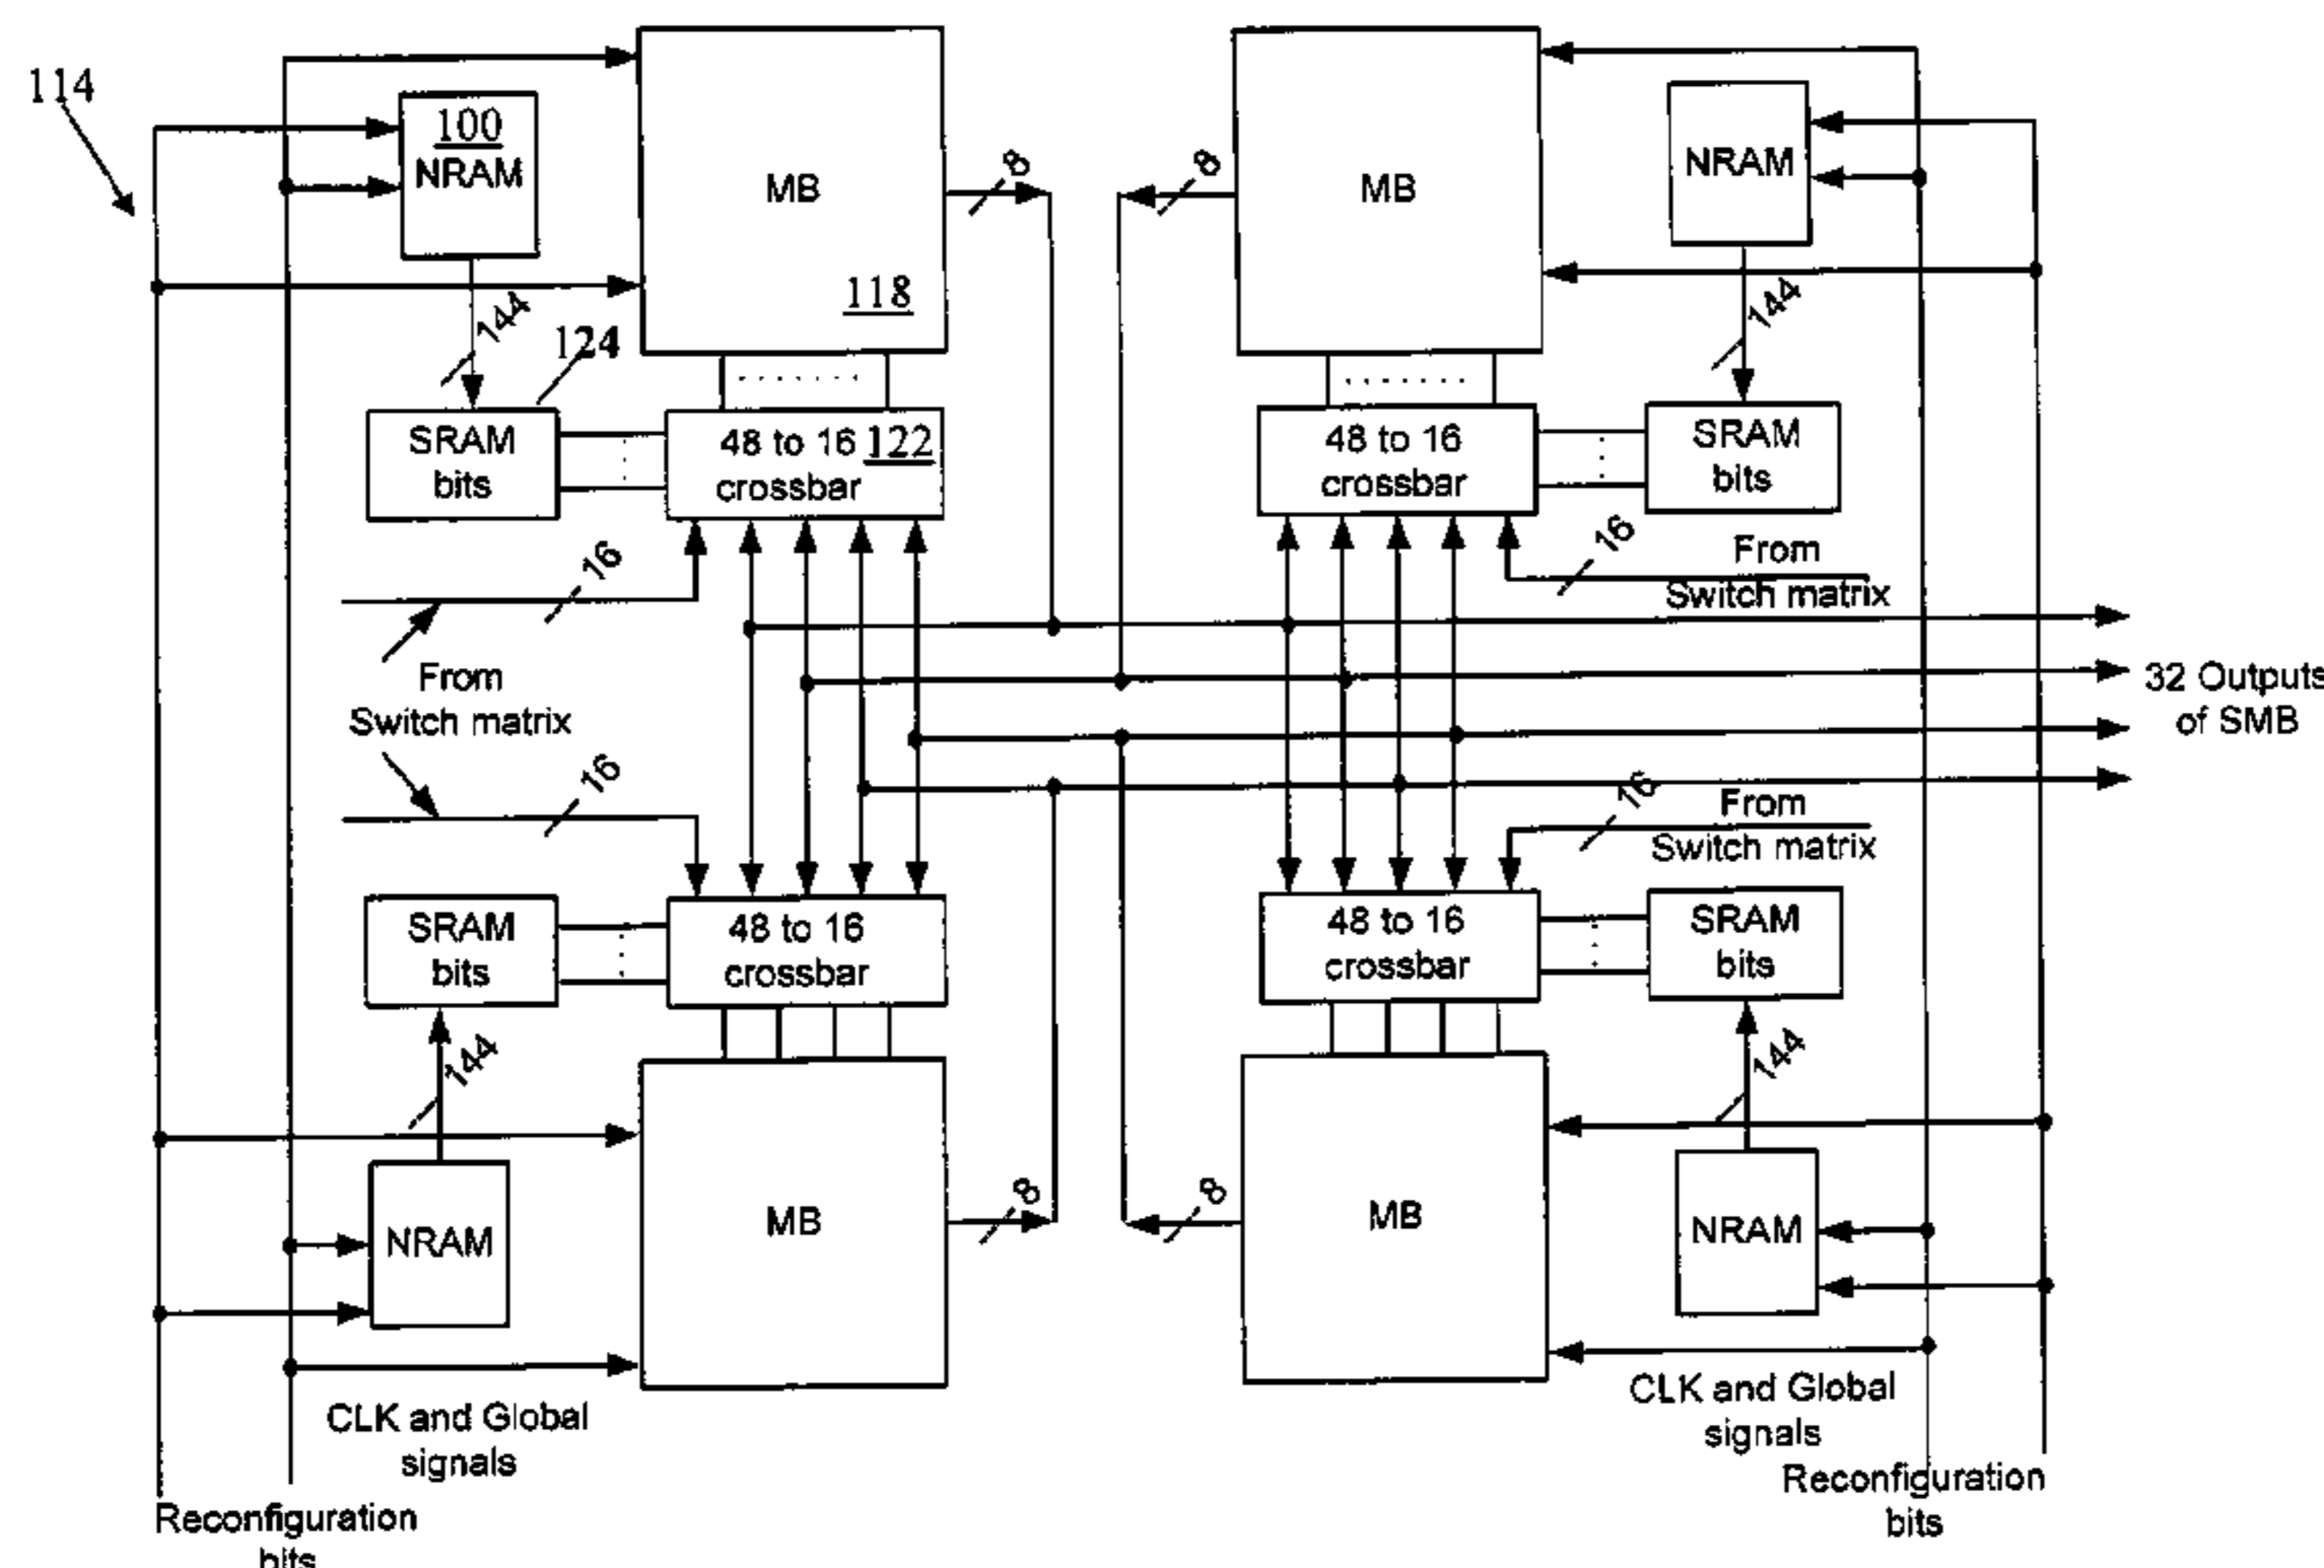 114
100
NRAM
MB
118
8
8
MB
NRAM
144
124
144
SRAM
bits
48 to 16 122
crossbar
48 to 16
crossbar
SRAM
bits
16
16
From
Switch matrix
From
Switch matrix
32 Outputs
of SMB
16
16
From
Switch matrix
SRAM
bits
48 to 16
crossbar
48 to 16
crossbar
SRAM
bits
144
144
NRAM
MB
8
8
MB
NRAM
CLK and Global
signals
CLK and Global
signals
Reconfiguration
bits
Reconfiguration
bits